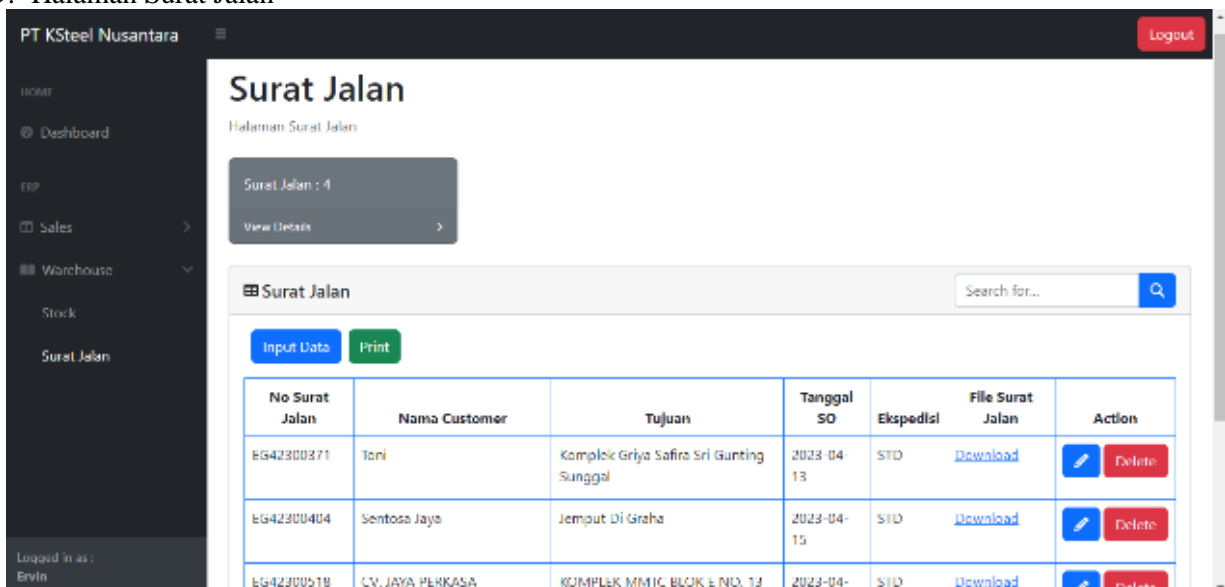 Halaman Surat Jalan
PT KSteel Nusantara
Logout
HOME
Dashboard
ERP
Sales
Warehouse
Stock
Surat Jalan
Logged in as :
Ervin
Surat Jalan
Halaman Surat Jalan
Surat Jalan : 4
View Details
Surat Jalan
Search for...
Input Data
Print
No Surat
Jalan
Nama Customer
Tujuan
Tanggal
SO
Ekspedisi
File Surat
Jalan
Action
EG42300371 Toni Komplek Griya Safira Sri Gunting 2023-04- STD Download Delete
Sunggal 13
EG42300404 Sentosa Jaya Jemput Di Graha 2023-04- STD Download Delete
15
EG42300518 CV. JAYA PERKASA KOMPLEK MMTC BLOK E NO. 13 2023-04- STD Download Delete